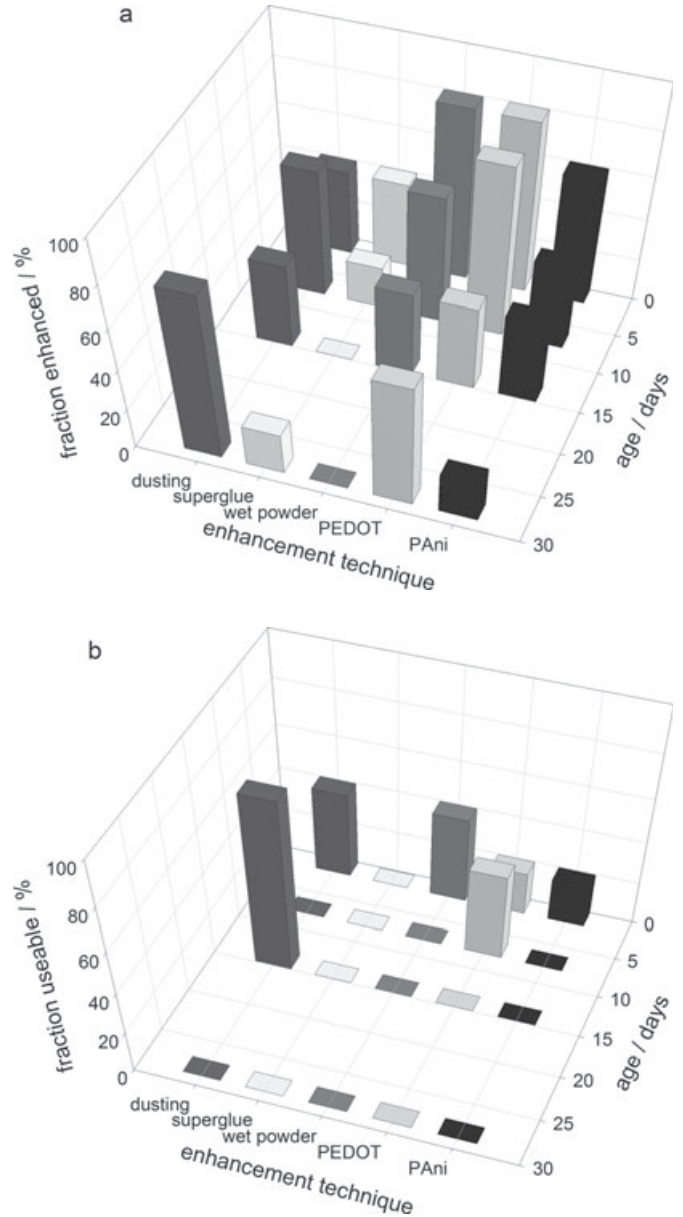 a
fraction enhanced / %
100
80
60
40
20
0
dusting
superglue
wet powder
PEDOT
PAni
enhancement technique
0
5
10
15
20
25
30
age / days
b
fraction useable / %
100
80
60
40
20
0
dusting
superglue
wet powder
PEDOT
PAni
enhancement technique
0
5
10
15
20
25
30
age / days